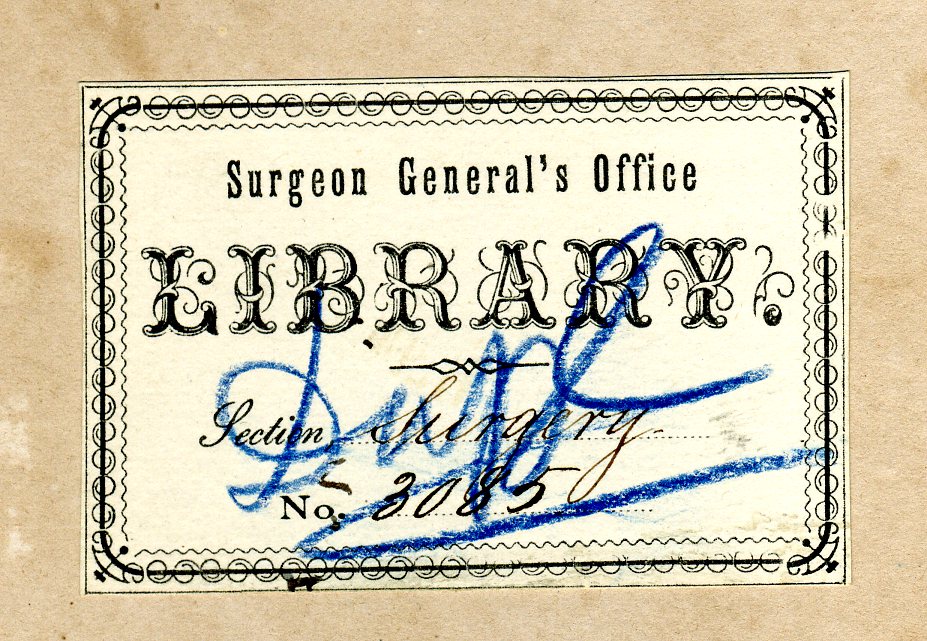 Surgeon General's Office
LIBRARY.
Section, Surgery.
No. 3085